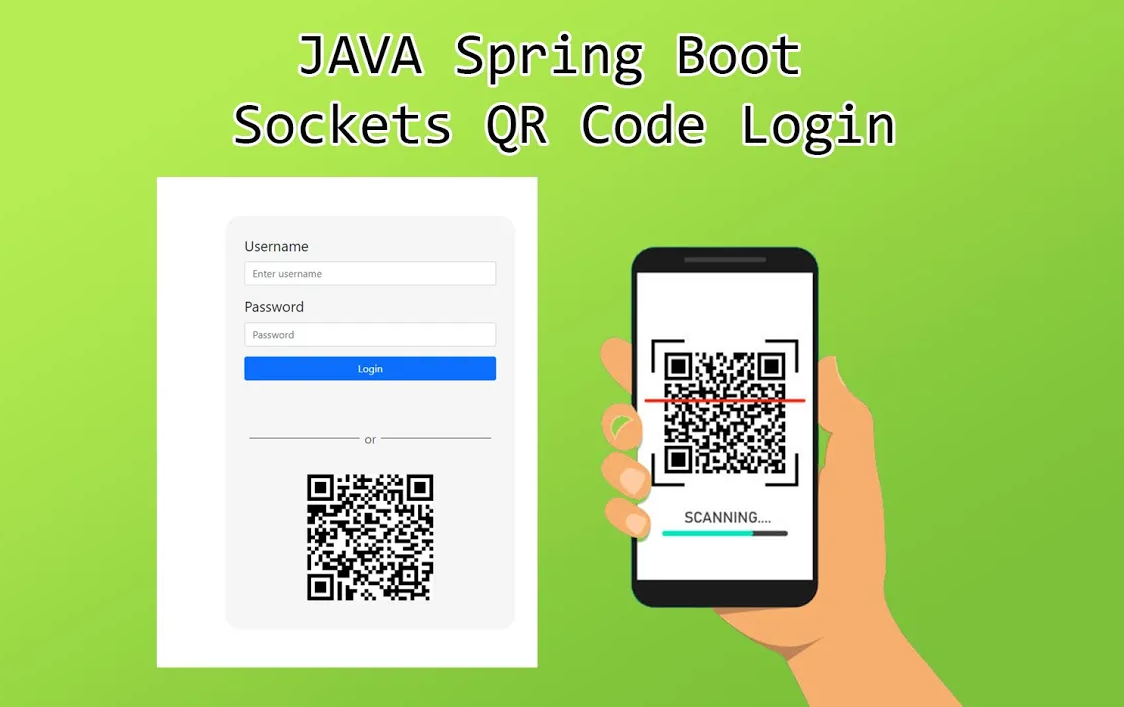 JAVA Spring Boot
Sockets QR Code Login
Username
Enter username
Password
Password
Login
or
SCANNING....